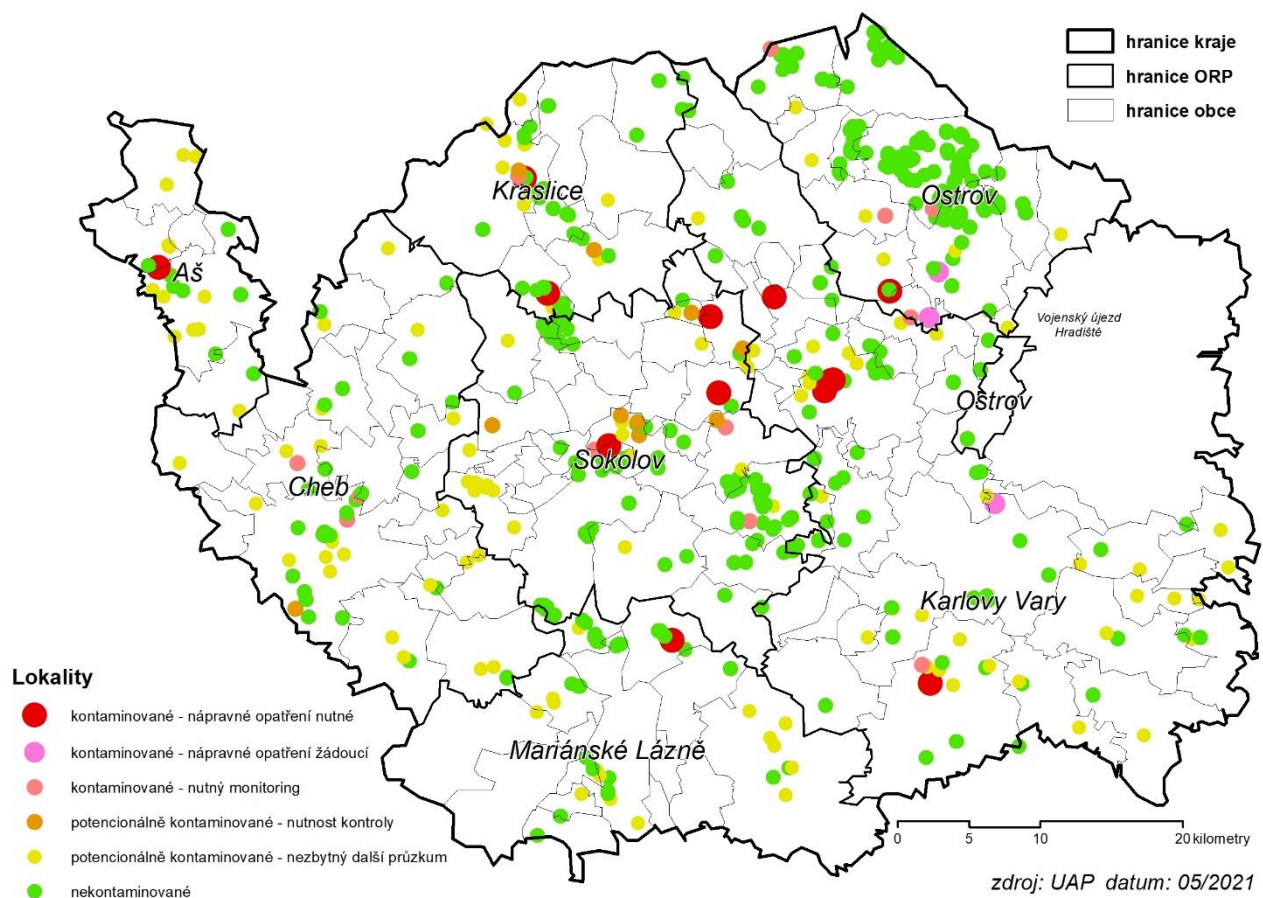 hranice kraje
hranice ORP
hranice obce
Kraslice
Ostrov
Aš
Vojenský újezd
Hradiště
Ostrov
Sokolov
Cheb
Karlovy Vary
Mariánské Lázně
Lokality
kontaminované - nápravné opatření nutné
kontaminované - nápravné opatření žádoucí
kontaminované - nutný monitoring
potencionálně kontaminované - nutnost kontroly
potencionálně kontaminované - nezbytný další průzkum
nekontaminované
0 5 10 20 kilometry
zdroj: UAP datum: 05/2021